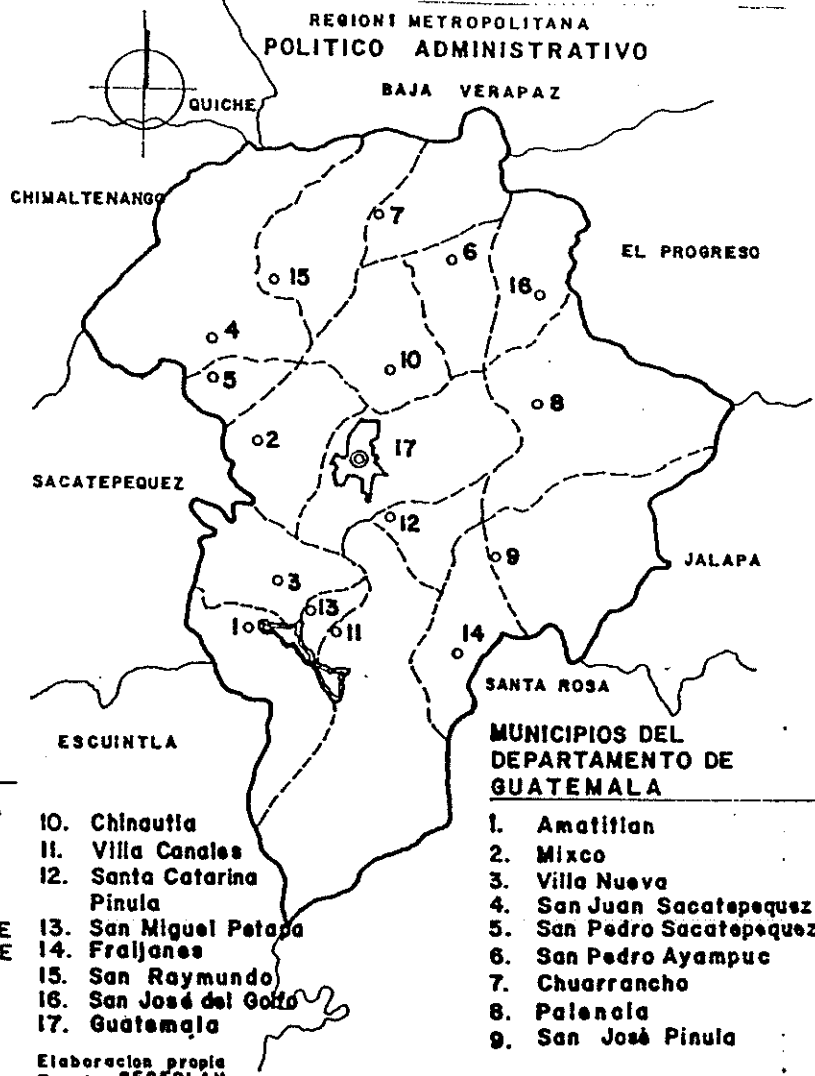 REGION I METROPOLITANA
POLITICO ADMINISTRATIVO
BAJA VERAPAZ
QUICHE
CHIMALTENANGO
EL PROGRESO
7
6
15
16
4
10
5
8
2
17
SACATEPEQUEZ
12
9
JALAPA
3
13
1
11
14
SANTA ROSA
ESCUINTLA
MUNICIPIOS DEL
DEPARTAMENTO DE
GUATEMALA
1. Amatitlan
2. Mixco
3. Villa Nueva
4. San Juan Sacatepequez
5. San Pedro Sacatepequez
6. San Pedro Ayampuc
7. Chuarrancho
8. Palencia
9. San José Pinula
10. Chinautla
11. Villa Canales
12. Santa Catarina
Pinula
13. San Miguel Petapa
14. Fraijanes
15. San Raymundo
16. San José del Golfo
17. Guatemala
E
E
Elaboracion propia